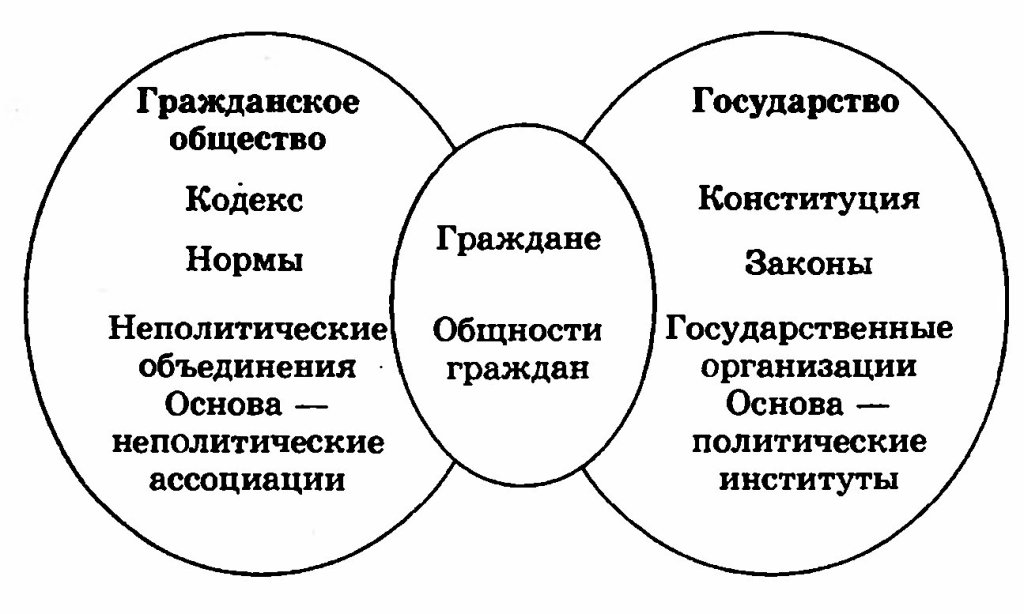 Гражданское
общество
Кодекс
Нормы
Неполитические
объединения
Основа —
неполитические
ассоциации
Граждане
Общности
граждан
Государство
Конституция
Законы
Государственные
организации
Основа —
политические
институты